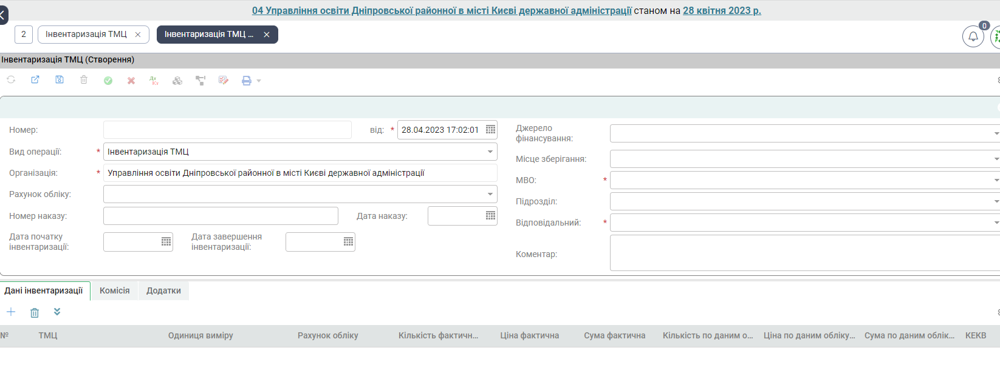 04 Управління освіти Дніпровської районної в місті Києві державної адміністрації станом на 28 квітня 2023 р.
2 Інвентаризація ТМЦ Інвентаризація ТМЦ ... 0
Інвентаризація ТМЦ (Створення)
Дт
Кт
Номер: від: * 28.04.2023 17:02:01
Вид операції: * Інвентаризація ТМЦ
Організація: * Управління освіти Дніпровської районної в місті Києві державної адміністрації
Рахунок обліку:
Номер наказу: Дата наказу:
Дата початку
інвентаризації:
Дата завершення
інвентаризації:
Джерело
фінансування:
Місце зберігання:
МВО: *
Підрозділ:
Відповідальний: *
Коментар:
Дані інвентаризації Комісія Додатки
№ ТМЦ Одиниця виміру Рахунок обліку Кількість фактичн... Ціна фактична Сума фактична Кількість по даним о... Ціна по даним обліку... Сума по даним облік... КЕКВ